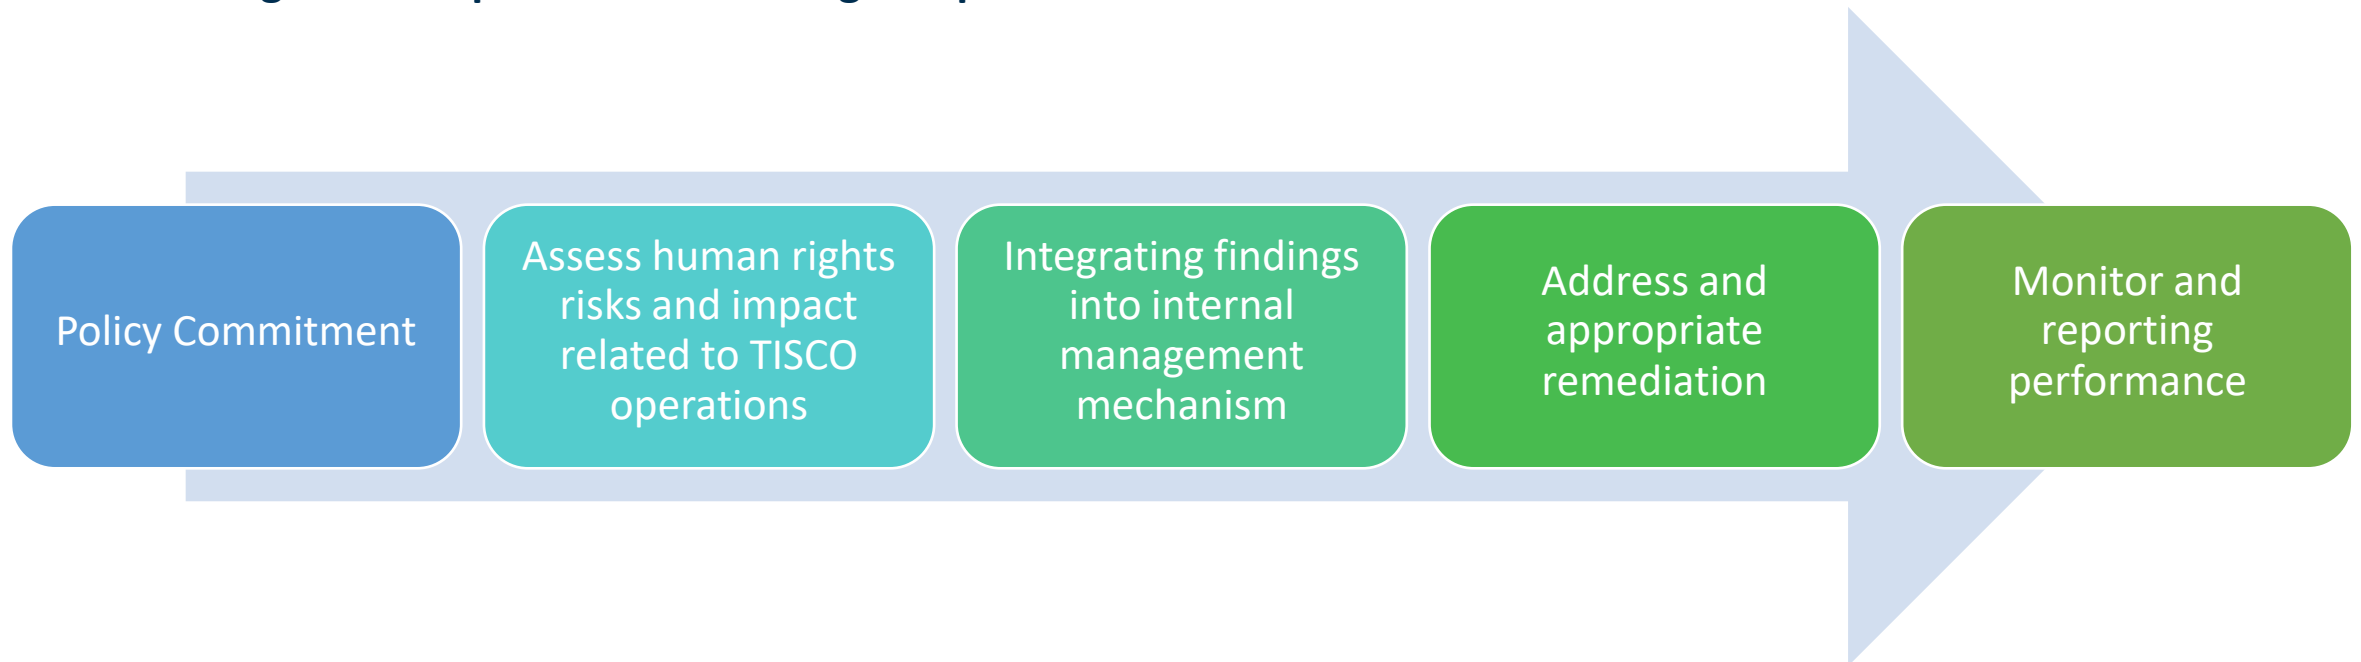 Policy Commitment
Assess human rights
risks and impact
related to TISCO
operations
Integrating findings
into internal
management
mechanism
Address and
appropriate
remediation
Monitor and
reporting
performance